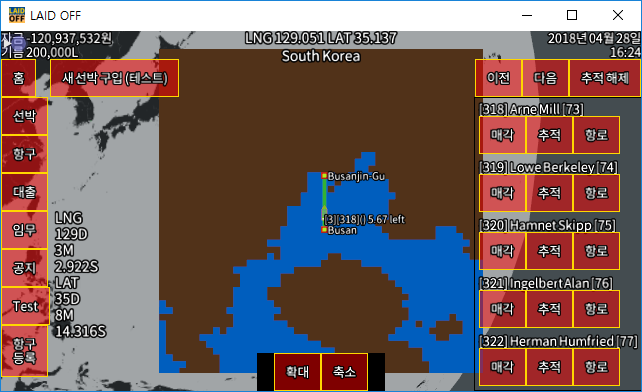 LAID OFF
자금 -120,937,532원
기름 200,000L
LNG 129.051 LAT 35.137
South Korea
2018년 04월 28일
16:24
홈
새 선박 구입 (테스트)
이전
다음
추적 해제
선박
항구
대출
임무
공지
Test
항구
등록
LNG
129D
3M
2.922S
LAT
35D
8M
14.316S
Busanjin-Gu
[3][318]() 5.67 left
Busan
[318] Arne Mill [73]
매각
추적
항로
[319] Lowe Berkeley [74]
매각
추적
항로
[320] Hamnet Skipp [75]
매각
추적
항로
[321] Ingelbert Alan [76]
매각
추적
항로
[322] Herman Humfried [77]
매각
추적
항로
확대
축소